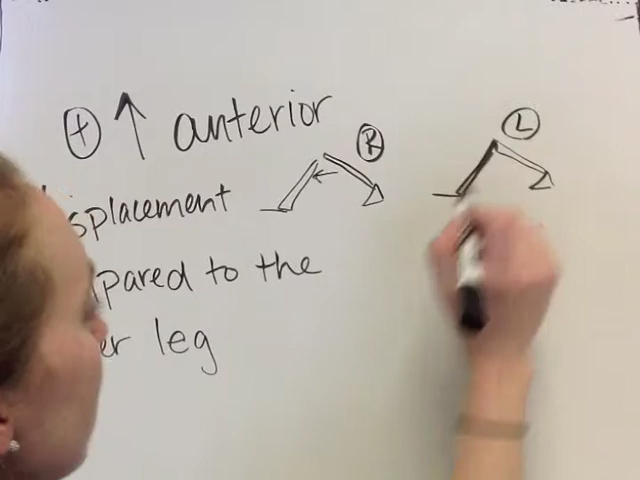 ⊕ ↑ anterior
splacement Ⓡ Ⓛ
pared to the
er leg